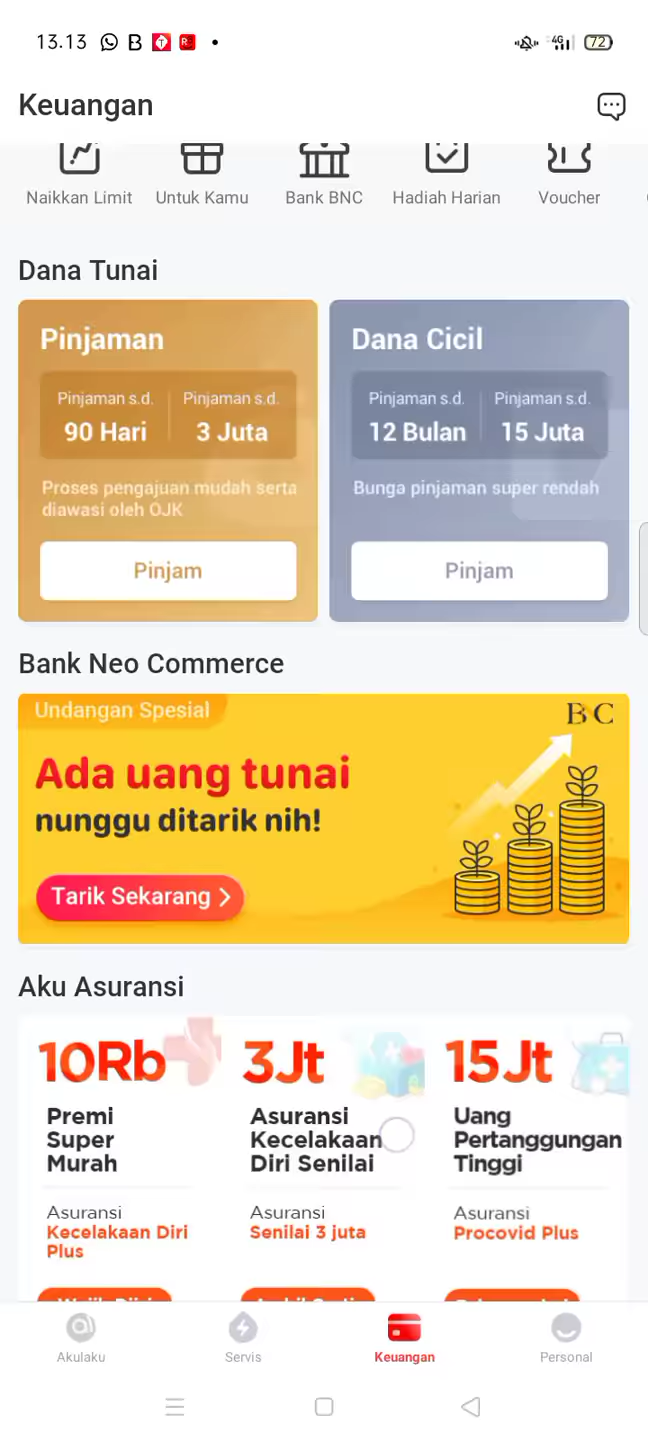 13.13
4G
72
Keuangan
Naikkan Limit
Untuk Kamu
Bank BNC
Hadiah Harian
Voucher
Dana Tunai
Pinjaman
Pinjaman s.d.
Pinjaman s.d.
90 Hari
3 Juta
Proses pengajuan mudah serta
diawasi oleh OJK
Pinjam
Dana Cicil
Pinjaman s.d.
Pinjaman s.d.
12 Bulan
15 Juta
Bunga pinjaman super rendah
Pinjam
Bank Neo Commerce
Undangan Spesial
Ada uang tunai
nunggu ditarik nih!
Tarik Sekarang
Aku Asuransi
10Rb
Premi
Super
Murah
Asuransi
Kecelakaan Diri
Plus
3Jt
Asuransi
Kecelakaan
Diri Senilai
Asuransi
Senilai 3 juta
15Jt
Uang
Pertanggungan
Tinggi
Asuransi
Procovid Plus
Akulaku
Servis
Keuangan
Personal